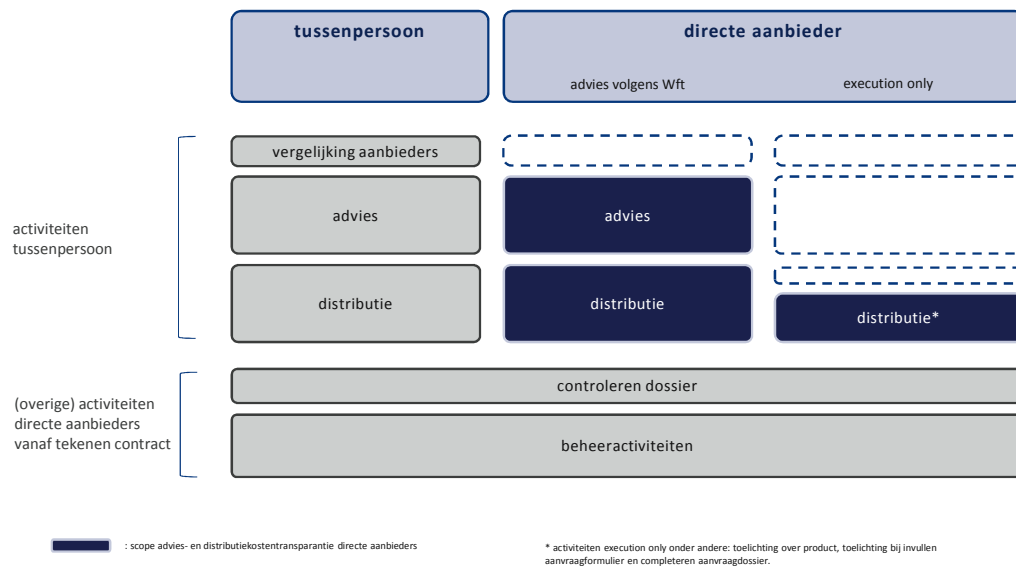 tussenpersoon
directe aanbieder
advies volgens Wft
execution only
vergelijking aanbieders
activiteiten
tussenpersoon
advies
advies
distributie
distributie
distributie*
(overige) activiteiten
directe aanbieders
vanaf tekenen contract
controleren dossier
beheeractiviteiten
: scope advies- en distributiekostentransparantie directe aanbieders
* activiteiten execution only onder andere: toelichting over product, toelichting bij invullen
aanvraagformulier en completeren aanvraagdossier.